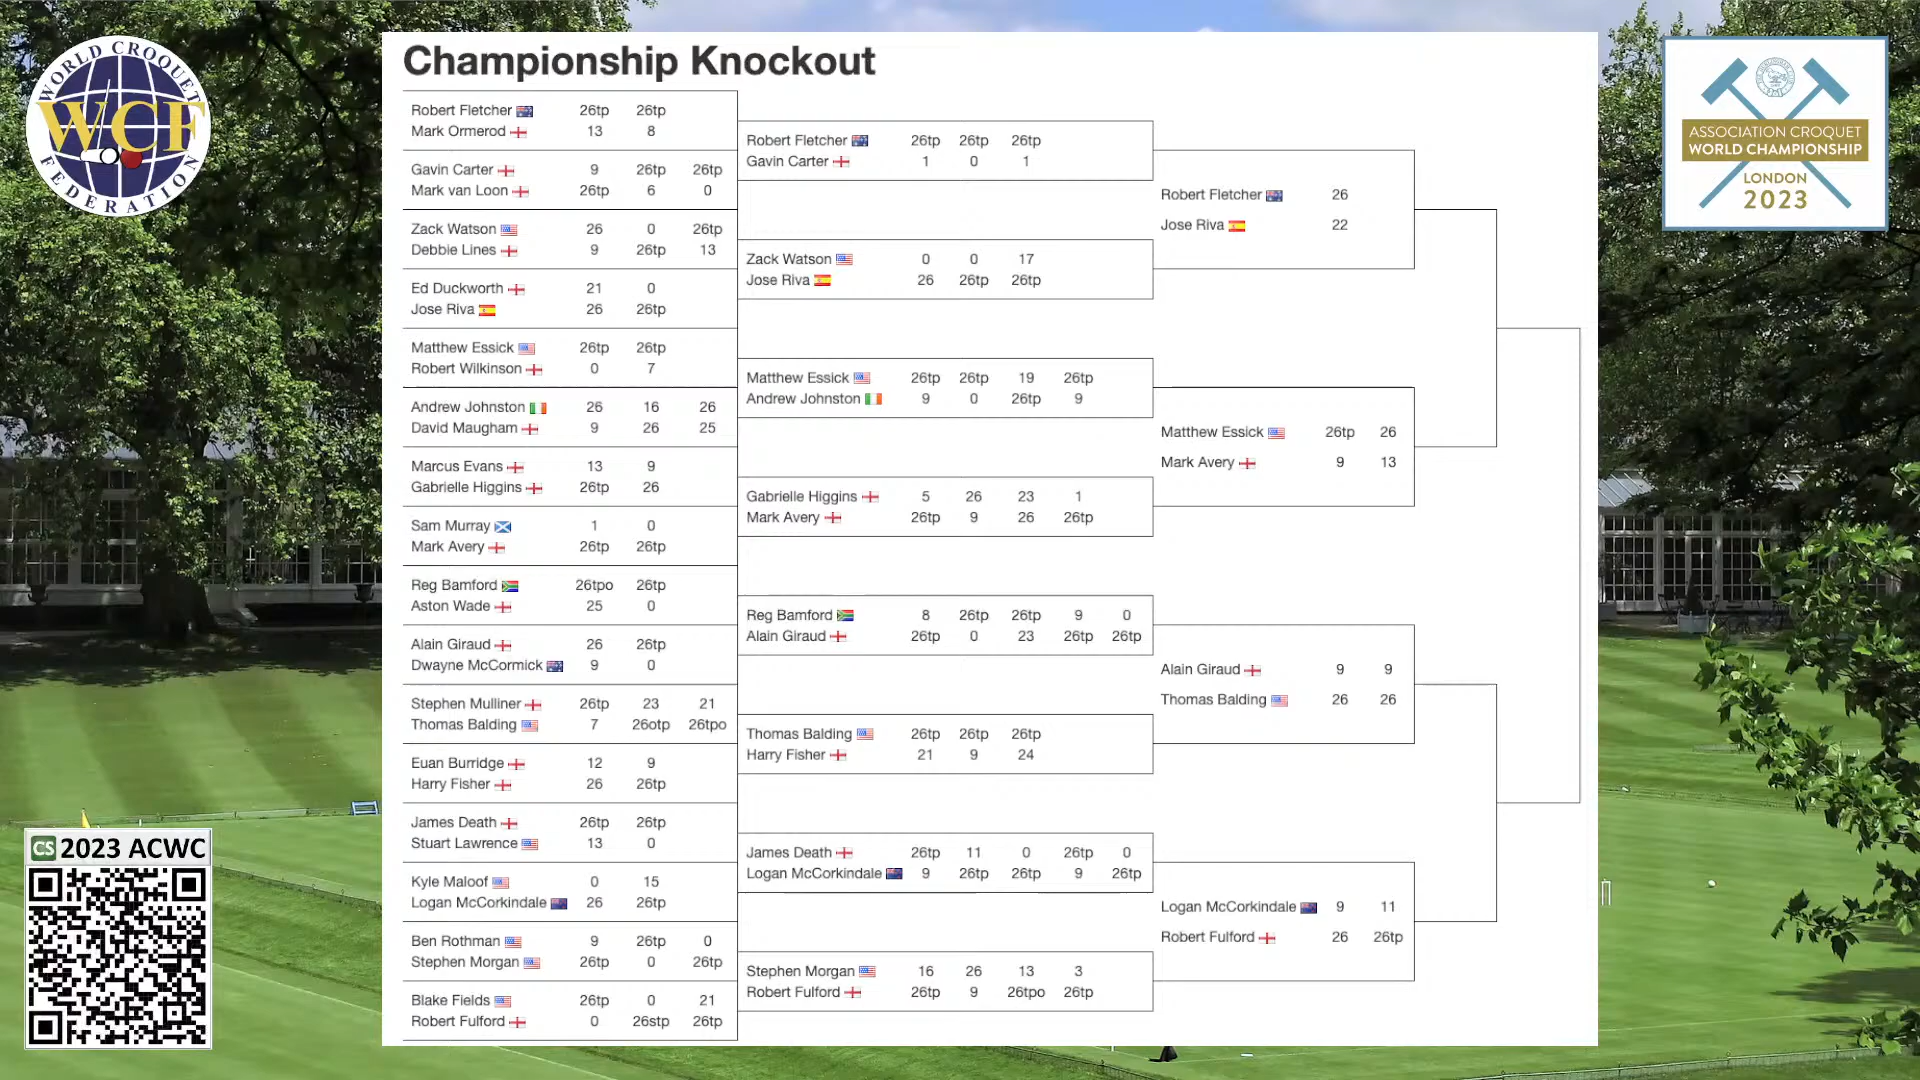 Championship Knockout
WORLD CROQUET FEDERATION
WCF
ASSOCIATION CROQUET
WORLD CHAMPIONSHIP
LONDON
2023
Robert Fletcher 26tp 26tp
Mark Ormerod 13 8
Gavin Carter 9 26tp 26tp
Mark van Loon 26tp 6 0
Zack Watson 26 0 26tp
Debbie Lines 9 26tp 13
Ed Duckworth 21 0
Jose Riva 26 26tp
Matthew Essick 26tp 26tp
Robert Wilkinson 0 7
Andrew Johnston 26 16 26
David Maugham 9 26 25
Marcus Evans 13 9
Gabrielle Higgins 26tp 26
Sam Murray 1 0
Mark Avery 26tp 26tp
Reg Bamford 26tpo 26tp
Aston Wade 25 0
Alain Giraud 26 26tp
Dwayne McCormick 9 0
Stephen Mulliner 26tp 23 21
Thomas Balding 7 26otp 26tpo
Euan Burridge 12 9
Harry Fisher 26 26tp
James Death 26tp 26tp
Stuart Lawrence 13 0
Kyle Maloof 0 15
Logan McCorkindale 26 26tp
Ben Rothman 9 26tp 0
Stephen Morgan 26tp 0 26tp
Blake Fields 26tp 0 21
Robert Fulford 0 26stp 26tp
Robert Fletcher 26tp 26tp 26tp
Gavin Carter 1 0 1
Zack Watson 0 0 17
Jose Riva 26 26tp 26tp
Matthew Essick 26tp 26tp 19 26tp
Andrew Johnston 9 0 26tp 9
Gabrielle Higgins 5 26 23 1
Mark Avery 26tp 9 26 26tp
Reg Bamford 8 26tp 26tp 9 0
Alain Giraud 26tp 0 23 26tp 26tp
Thomas Balding 26tp 26tp 26tp
Harry Fisher 21 9 24
James Death 26tp 11 0 26tp 0
Logan McCorkindale 9 26tp 26tp 9 26tp
Stephen Morgan 16 26 13 3
Robert Fulford 26tp 9 26tpo 26tp
Robert Fletcher 26
Jose Riva 22
Matthew Essick 26tp 26
Mark Avery 9 13
Alain Giraud 9 9
Thomas Balding 26 26
Logan McCorkindale 9 11
Robert Fulford 26 26tp
CS 2023 ACWC